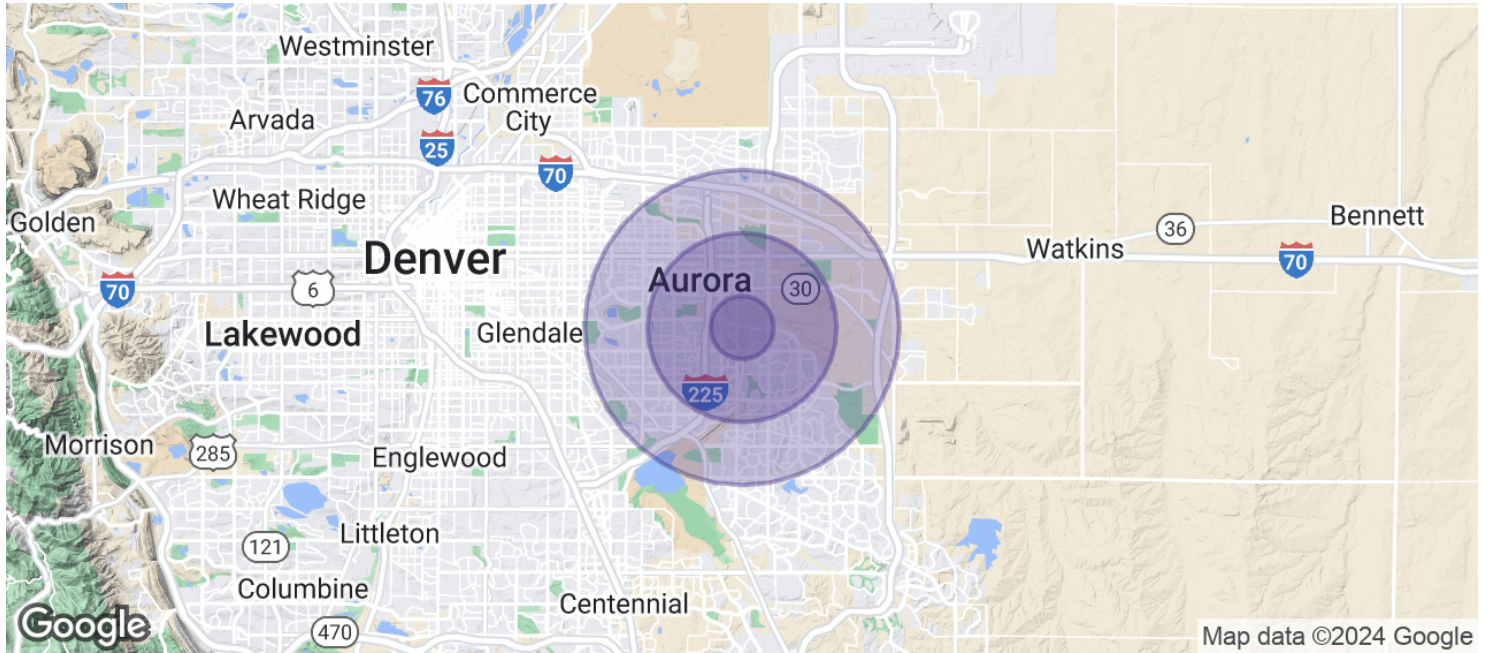 Westminster
76
Commerce
City
Arvada
25
70
Wheat Ridge
Golden
Bennett
36
Denver
Watkins
70
Aurora
70
6
30
Lakewood
Glendale
225
Morrison
285
Englewood
Littleton
121
Columbine
Centennial
Google
470
Map data ©2024 Google